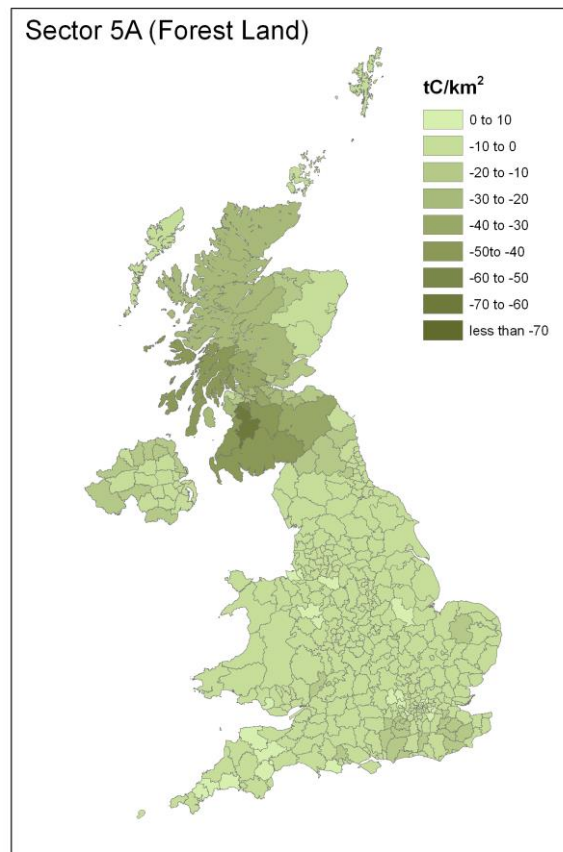 Sector 5A (Forest Land)
tC/km²
0 to 10
-10 to 0
-20 to -10
-30 to -20
-40 to -30
-50to -40
-60 to -50
-70 to -60
less than -70